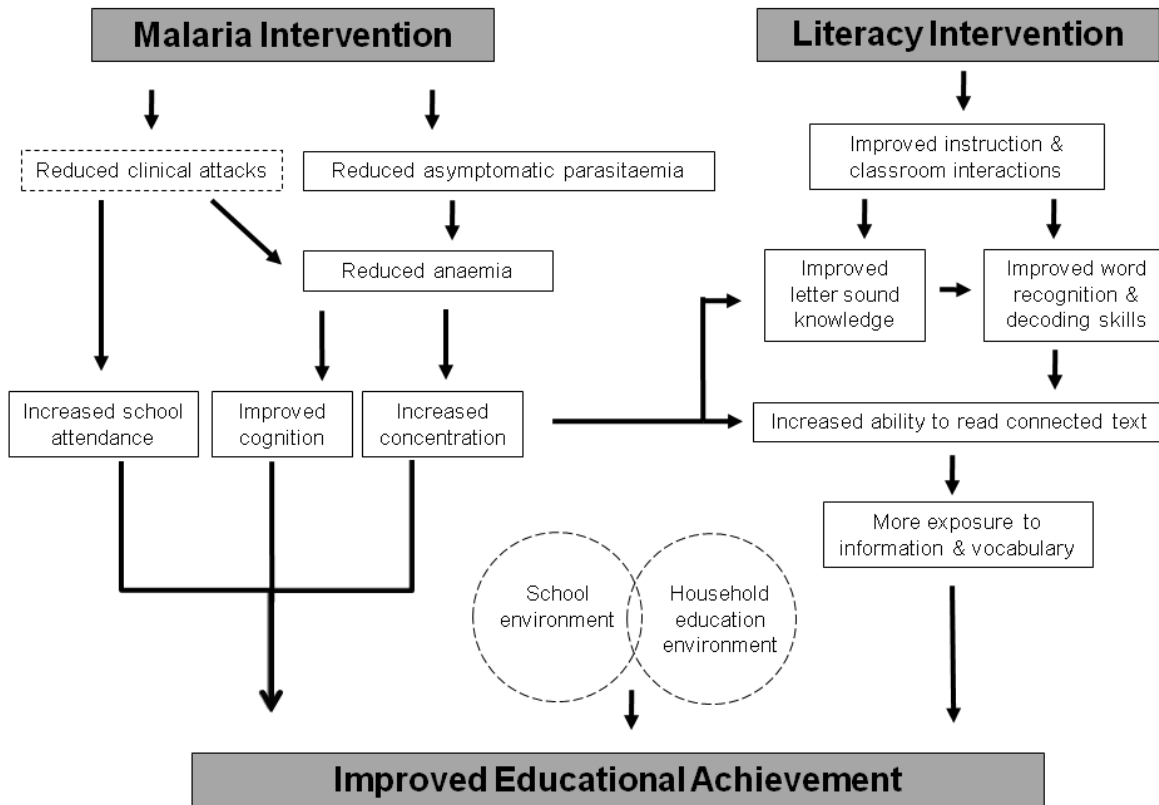 Malaria Intervention
Literacy Intervention
Reduced clinical attacks
Reduced asymptomatic parasitaemia
Improved instruction &
classroom interactions
Reduced anaemia
Improved
letter sound
knowledge
Improved word
recognition &
decoding skills
Increased school
attendance
Improved
cognition
Increased
concentration
Increased ability to read connected text
More exposure to
information & vocabulary
School
environment
Household
education
environment
Improved Educational Achievement